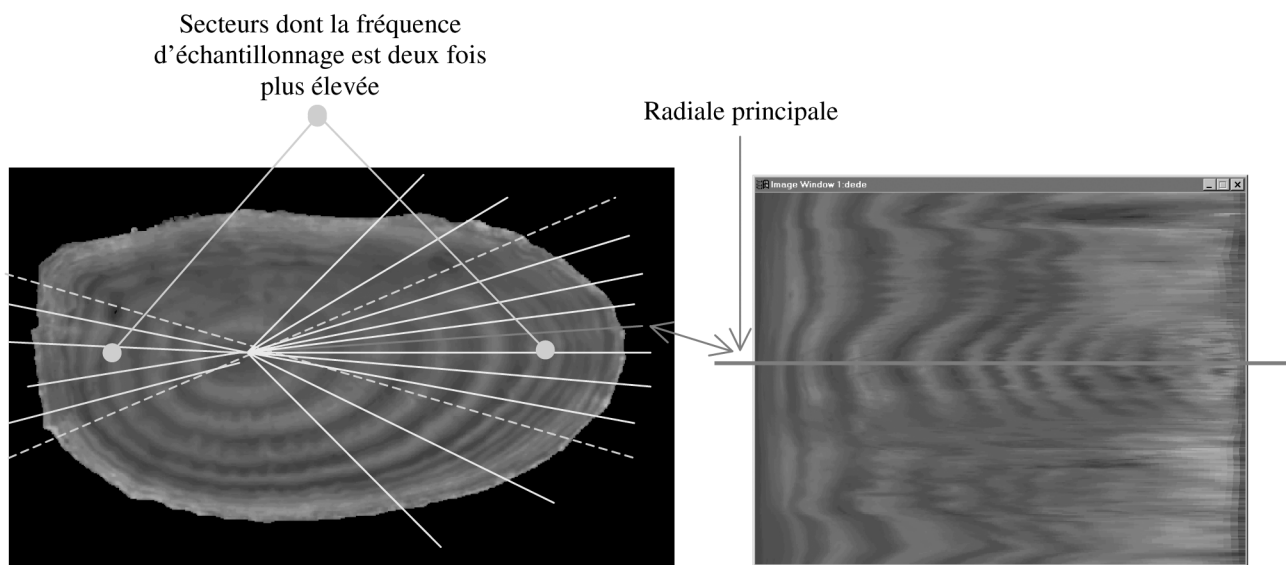 Secteurs dont la fréquence
d’échantillonnage est deux fois
plus élevée
Radiale principale
Image Window 1:dede